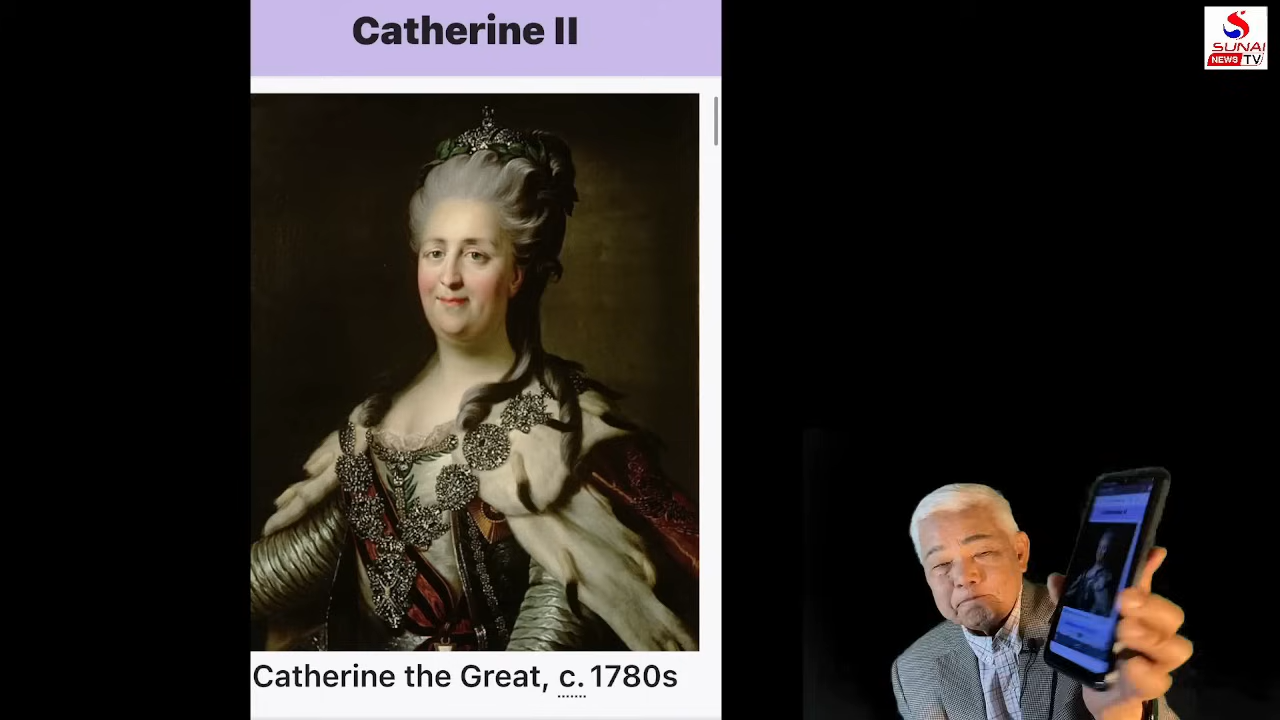 Catherine II
SUNAI
NEWS TV
Catherine the Great, c. 1780s